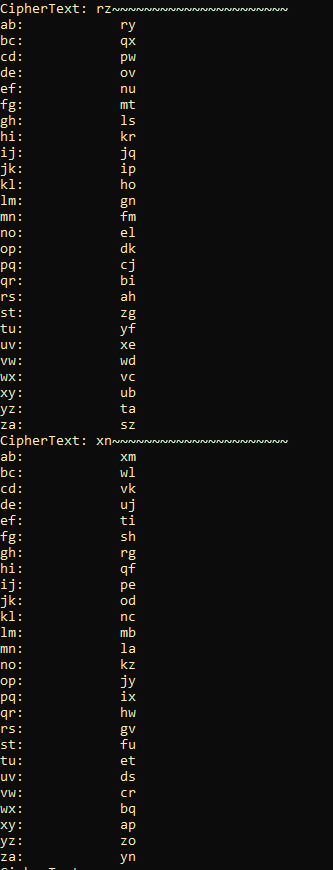 CipherText: rz~~~~~~~~~~~~~~~~~~~~~~
ab: ry
bc: qx
cd: pw
de: ov
ef: nu
fg: mt
gh: ls
hi: kr
ij: jq
jk: ip
kl: ho
lm: gn
mn: fm
no: el
op: dk
pq: cj
qr: bi
rs: ah
st: zg
tu: yf
uv: xe
vw: wd
wx: vc
xy: ub
yz: ta
za: sz
CipherText: xn~~~~~~~~~~~~~~~~~~~~~~
ab: xm
bc: wl
cd: vk
de: uj
ef: ti
fg: sh
gh: rg
hi: qf
ij: pe
jk: od
kl: nc
lm: mb
mn: la
no: kz
op: jy
pq: ix
qr: hw
rs: gv
st: fu
tu: et
uv: ds
vw: cr
wx: bq
xy: ap
yz: zo
za: yn